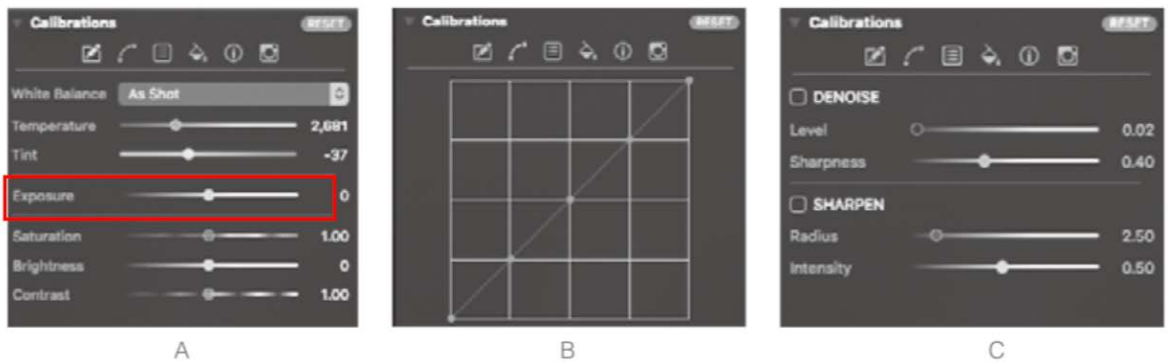 Calibrations RESET
White Balance As Shot
Temperature 2,681
Tint -37
Exposure 0
Saturation 1.00
Brightness 0
Contrast 1.00
A
Calibrations RESET
B
Calibrations RESET
DENOISE
Level 0.02
Sharpness 0.40
SHARPEN
Radius 2.50
Intensity 0.50
C